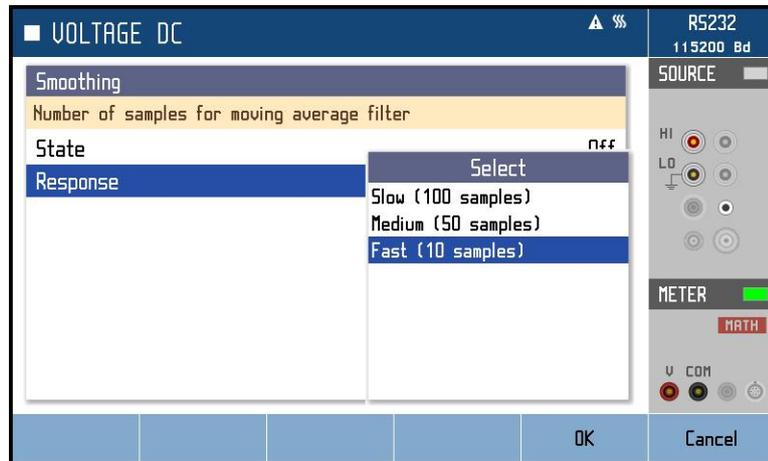 VOLTAGE DC
RS232
115200 Bd
Smoothing
Number of samples for moving average filter
State Off
Response
Select
Slow (100 samples)
Medium (50 samples)
Fast (10 samples)
SOURCE
HI
LO
METER
MATH
V COM
OK
Cancel